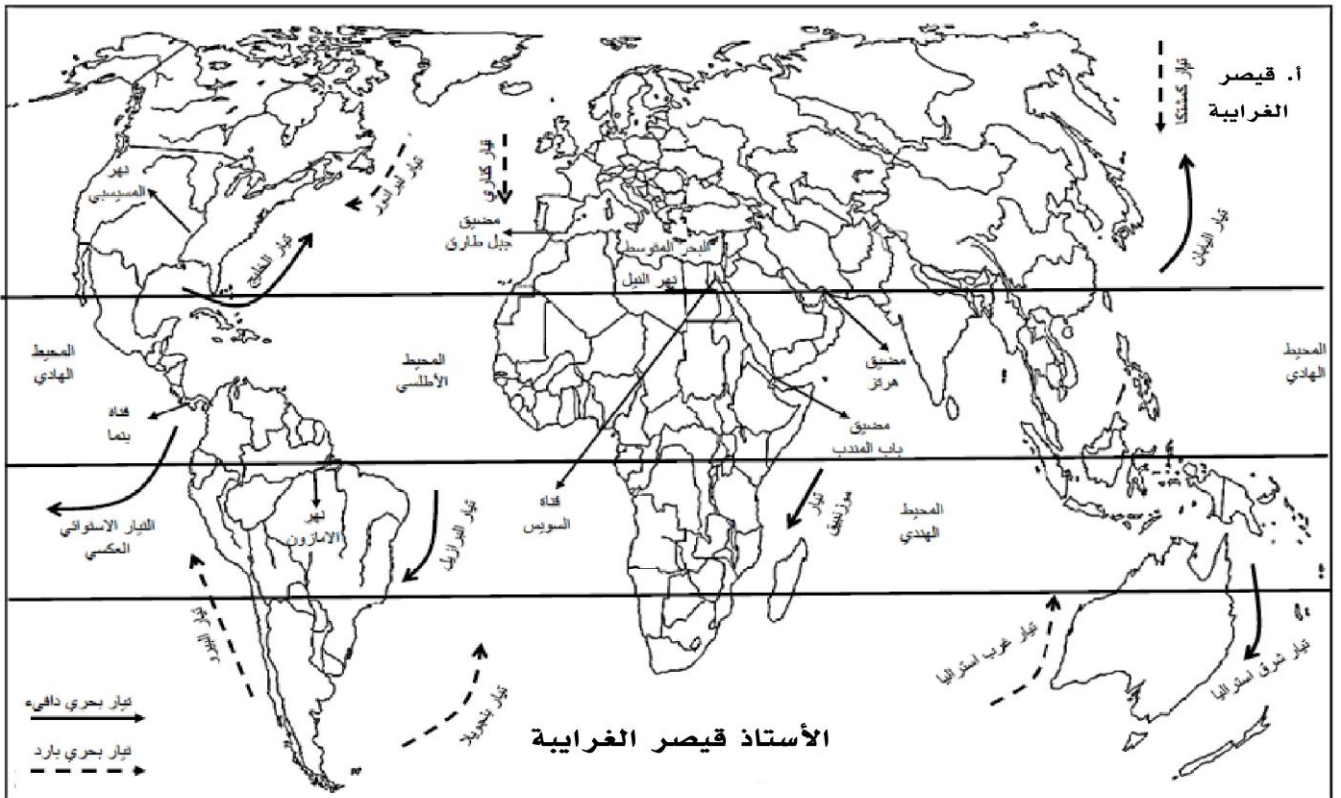 أ. قيصر
الغرايبة
تيار كمشتكا
تيار اليابان
تيار لبرادور
تيار كناري
نهر
المسيسبي
مضيق
جبل طارق
البحر المتوسط
تيار الخليج
نهر النيل
المحيط
الهادي
المحيط
الأطلسي
مضيق
هرمز
المحيط
الهادي
قناة
بنما
مضيق
باب المندب
قناة
السويس
تيار
موزنبيق
المحيط
الهندي
التيار الاستوائي
العكسي
نهر
الامازون
تيار البرازيل
تيار البيرو
تيار بنجويلا
تيار غرب استراليا
تيار شرق استراليا
تيار بحري دافىء
تيار بحري بارد
الأستاذ قيصر الغرايبة